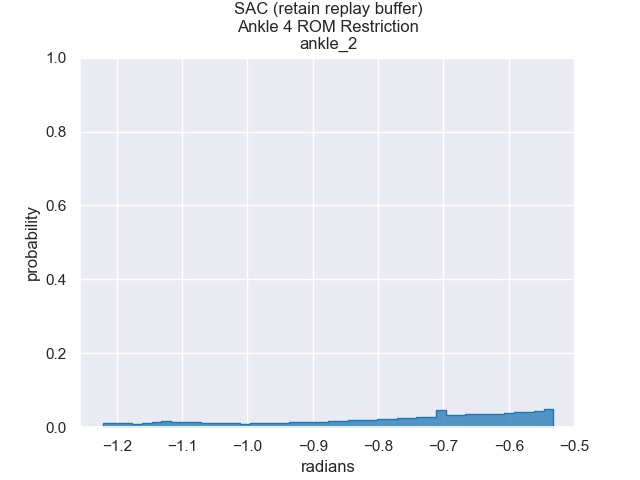 SAC (retain replay buffer)
Ankle 4 ROM Restriction
ankle_2
1.0
0.8
0.6
0.4
0.2
0.0
probability
−1.2 −1.1 −1.0 −0.9 −0.8 −0.7 −0.6 −0.5
radians